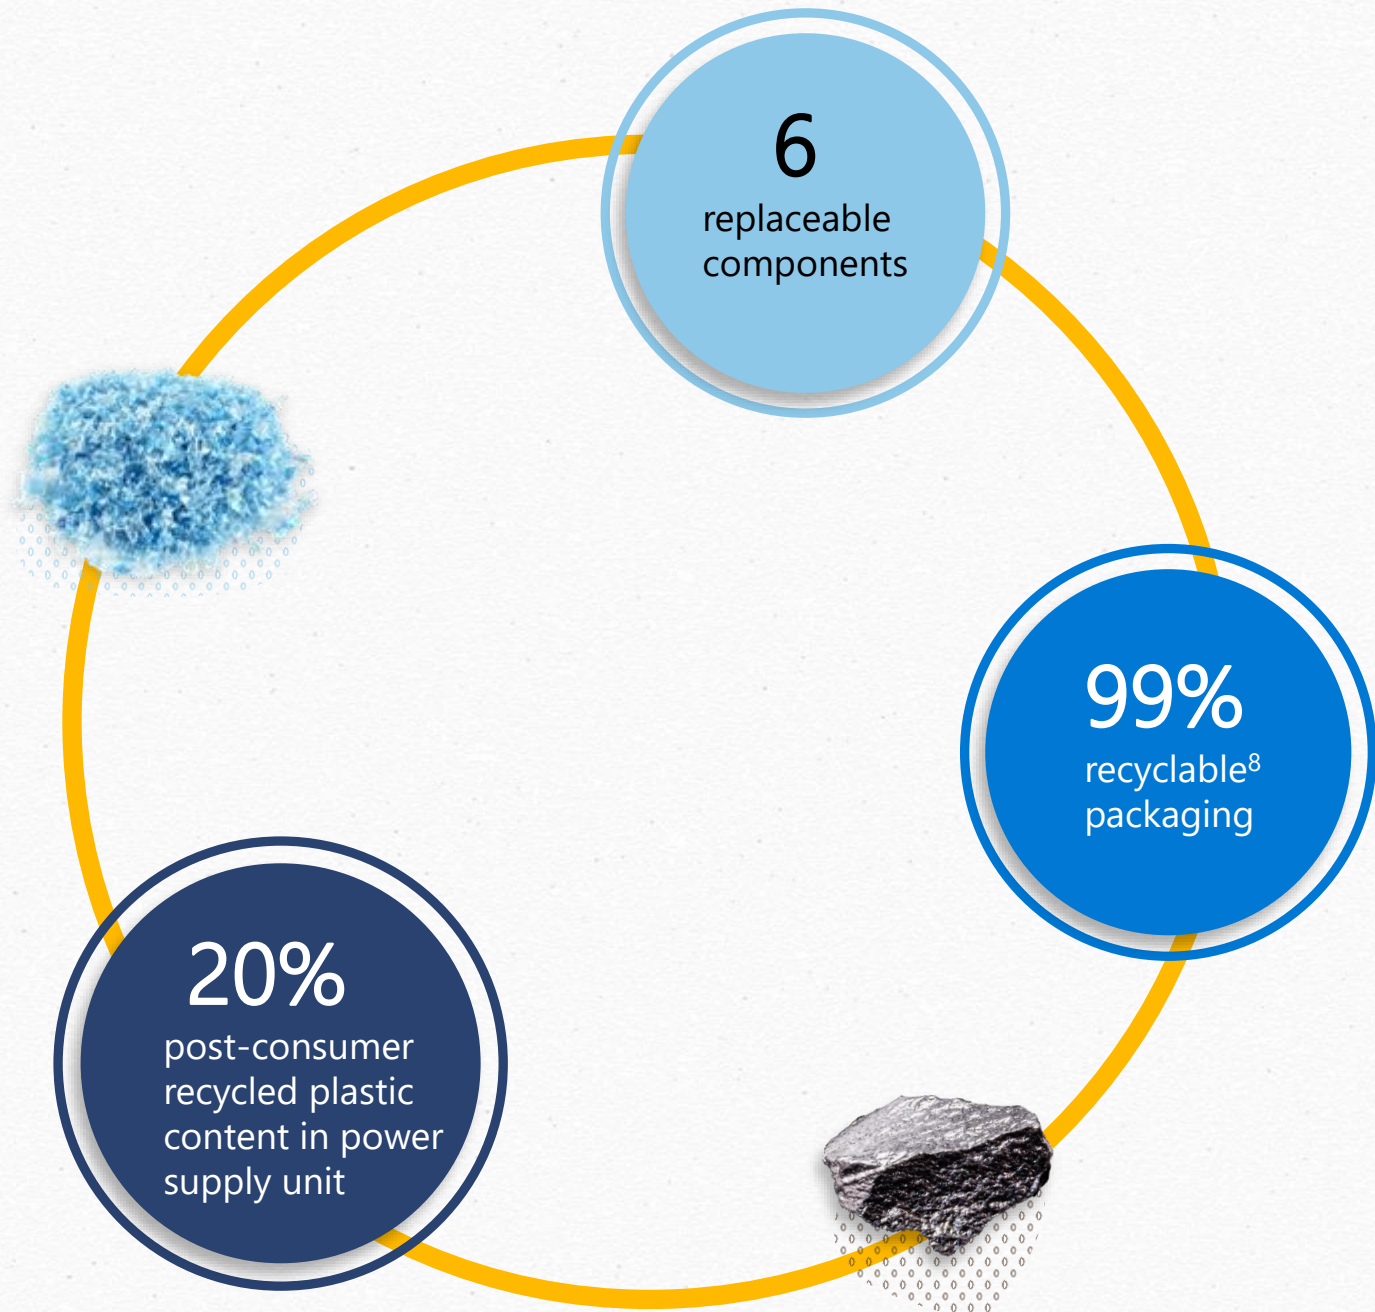 6
replaceable
components
99%
recyclable⁸
packaging
20%
post-consumer
recycled plastic
content in power
supply unit